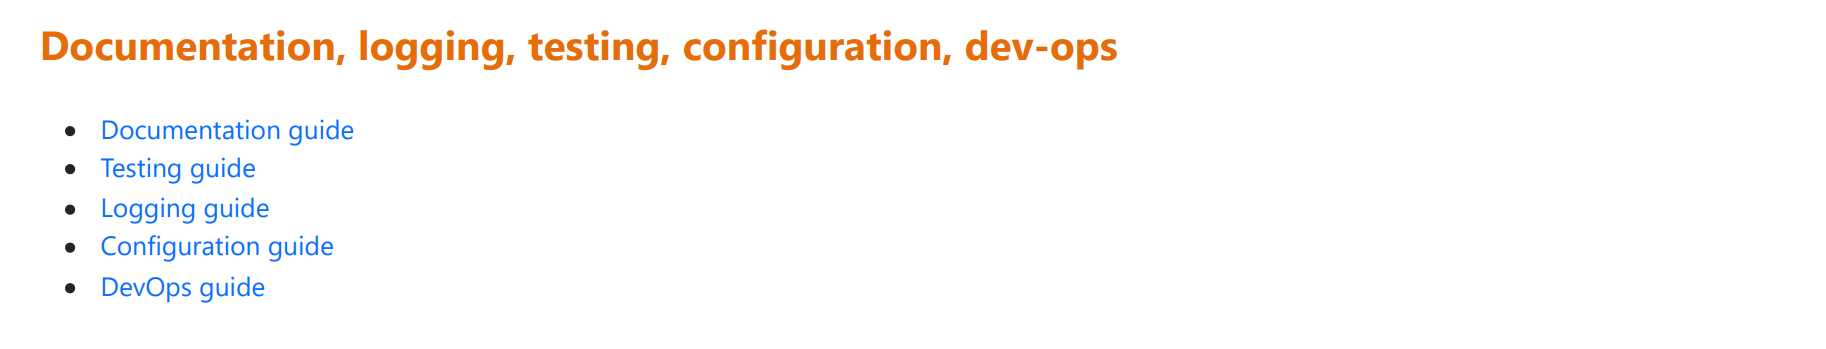 Documentation, logging, testing, configuration, dev-ops
Documentation guide
Testing guide
Logging guide
Configuration guide
DevOps guide